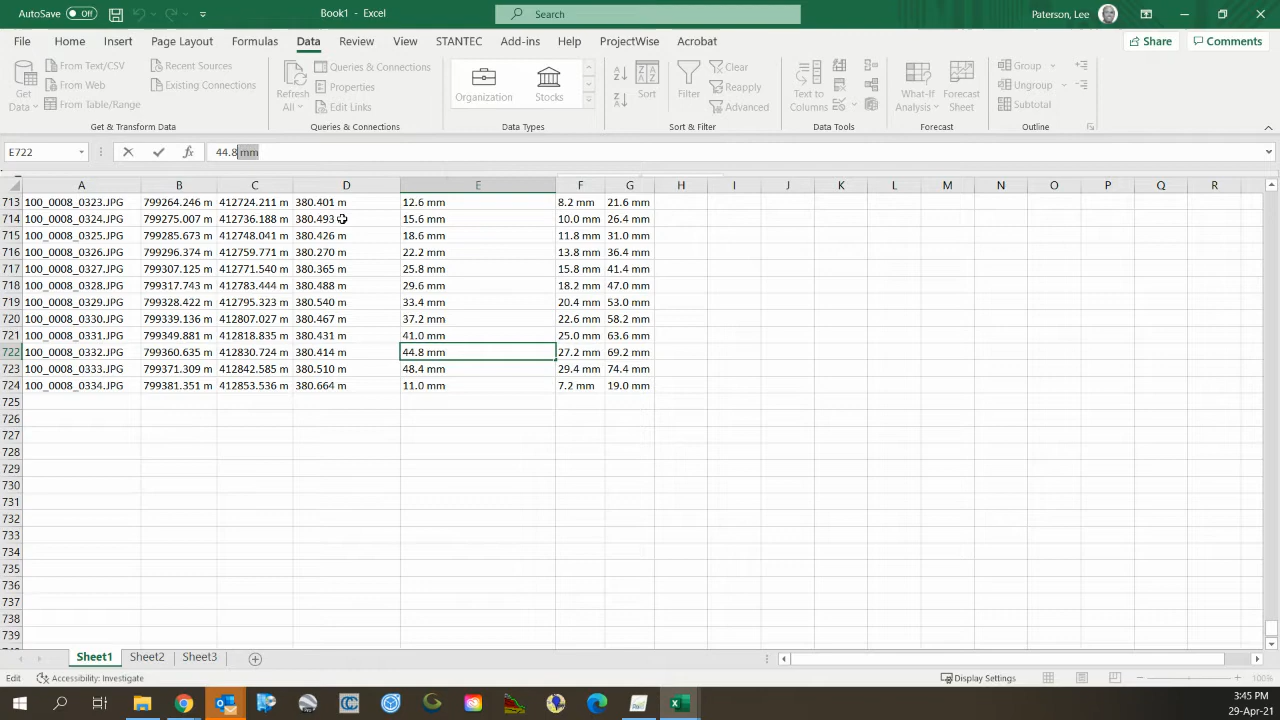 AutoSave Off Book1 - Excel Search Paterson, Lee
File Home Insert Page Layout Formulas Data Review View STANTEC Add-ins Help ProjectWise Acrobat Share Comments
Get Data From Text/CSV From Web From Table/Range Recent Sources Existing Connections
Refresh All Queries & Connections Properties Edit Links
Organization Stocks
Sort Filter Clear Reapply Advanced
Text to Columns What-If Analysis Forecast Sheet Group Ungroup Subtotal
Get & Transform Data Queries & Connections Data Types Sort & Filter Data Tools Forecast Outline
E722 fx 44.8 mm
A B C D E F G H I J K L M N O P Q R
713 100_0008_0323.JPG 799264.246 m 412724.211 m 380.401 m 12.6 mm 8.2 mm 21.6 mm
714 100_0008_0324.JPG 799275.007 m 412736.188 m 380.493 m 15.6 mm 10.0 mm 26.4 mm
715 100_0008_0325.JPG 799285.673 m 412748.041 m 380.426 m 18.6 mm 11.8 mm 31.0 mm
716 100_0008_0326.JPG 799296.374 m 412759.771 m 380.270 m 22.2 mm 13.8 mm 36.4 mm
717 100_0008_0327.JPG 799307.125 m 412771.540 m 380.365 m 25.8 mm 15.8 mm 41.4 mm
718 100_0008_0328.JPG 799317.743 m 412783.444 m 380.488 m 29.6 mm 18.2 mm 47.0 mm
719 100_0008_0329.JPG 799328.422 m 412795.323 m 380.540 m 33.4 mm 20.4 mm 53.0 mm
720 100_0008_0330.JPG 799339.136 m 412807.027 m 380.467 m 37.2 mm 22.6 mm 58.2 mm
721 100_0008_0331.JPG 799349.881 m 412818.835 m 380.431 m 41.0 mm 25.0 mm 63.6 mm
722 100_0008_0332.JPG 799360.635 m 412830.724 m 380.414 m 44.8 mm 27.2 mm 69.2 mm
723 100_0008_0333.JPG 799371.309 m 412842.585 m 380.510 m 48.4 mm 29.4 mm 74.4 mm
724 100_0008_0334.JPG 799381.351 m 412853.536 m 380.664 m 11.0 mm 7.2 mm 19.0 mm
725
726
727
728
729
730
731
732
733
734
735
736
737
738
739
Sheet1 Sheet2 Sheet3
Edit Accessibility: Investigate Display Settings 100%
3:45 PM
29-Apr-21